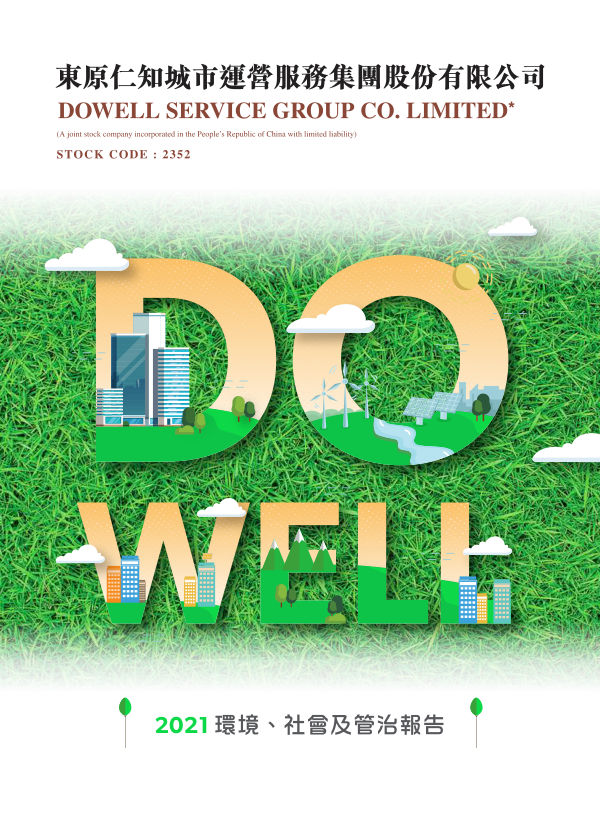 東原仁知城市運營服務集團股份有限公司
DOWELL SERVICE GROUP CO. LIMITED*
(A joint stock company incorporated in the People's Republic of China with limited liability)
STOCK CODE : 2352
DO
WELL
2021 環境、社會及管治報告